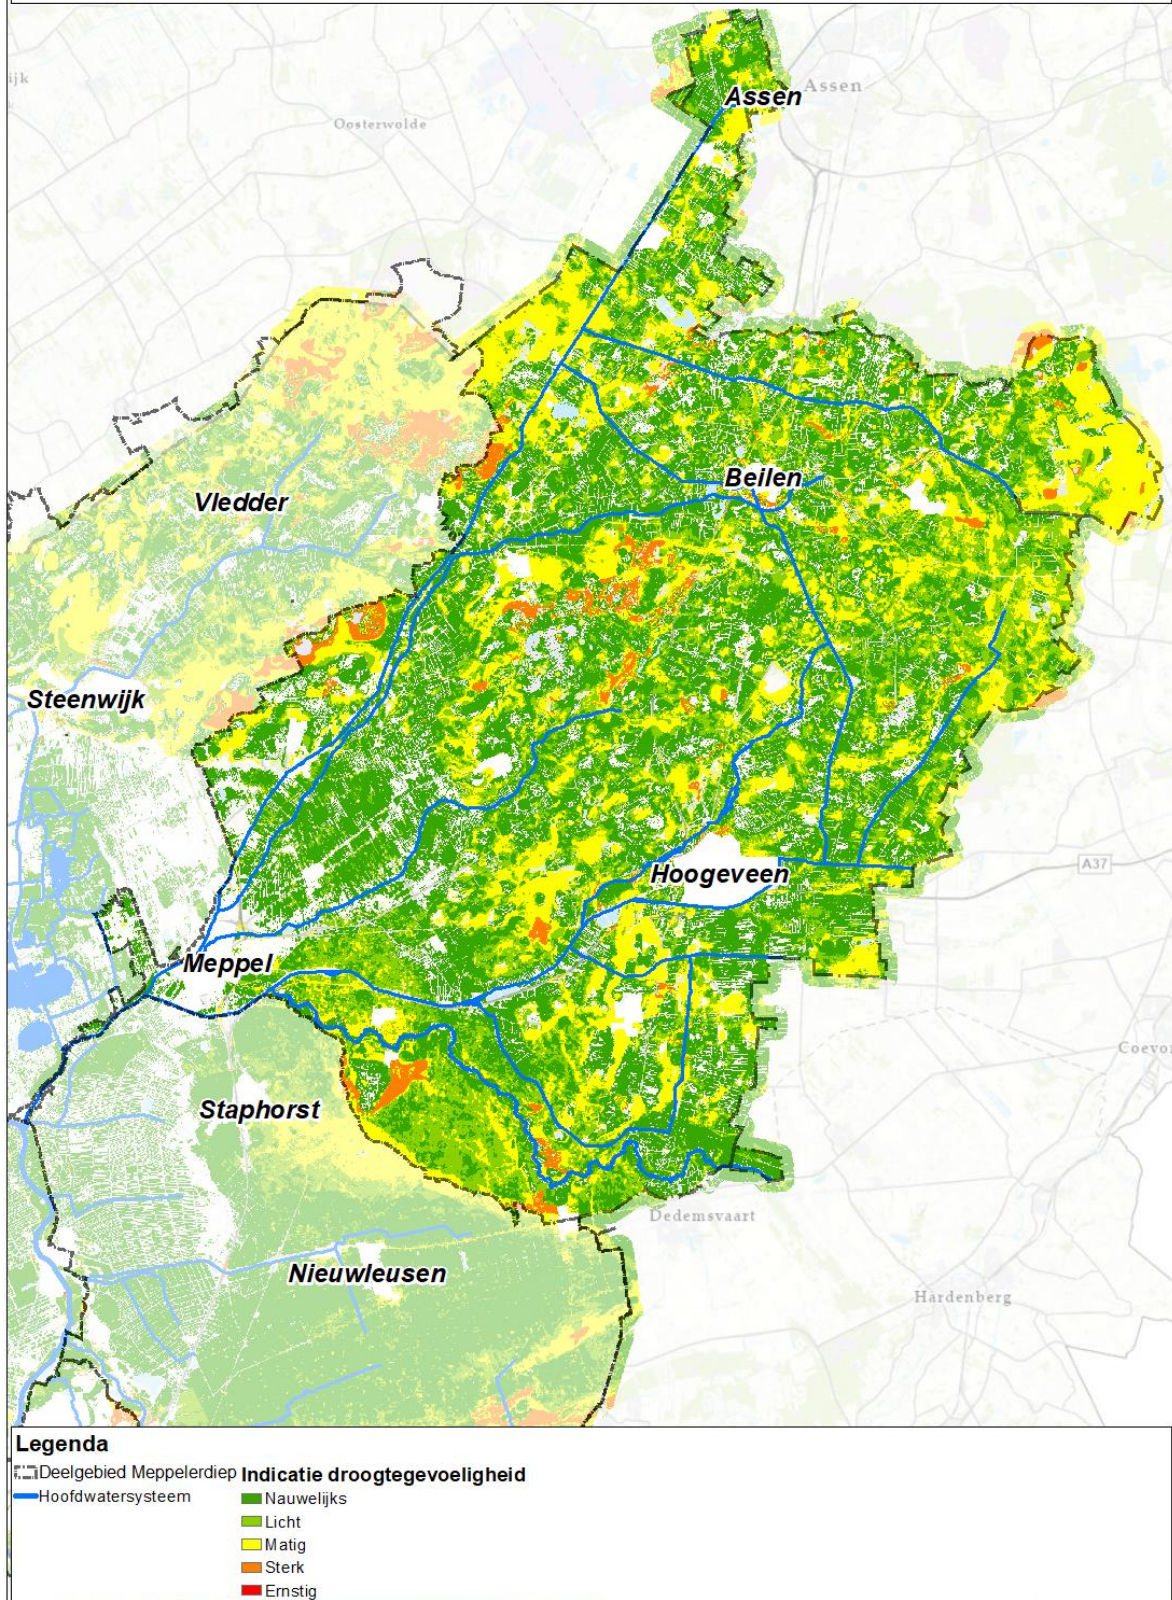 ijk
Assen
Assen
Oosterwolde
Beilen
Vledder
Steenwijk
Hoogeveen
A37
Meppel
Coevor
Staphorst
Dedemsvaart
Nieuwleusen
Hardenberg
Legenda
Deelgebied Meppelerdiep
Hoofdwatersysteem
Indicatie droogtegevoeligheid
Nauwelijks
Licht
Matig
Sterk
Ernstig